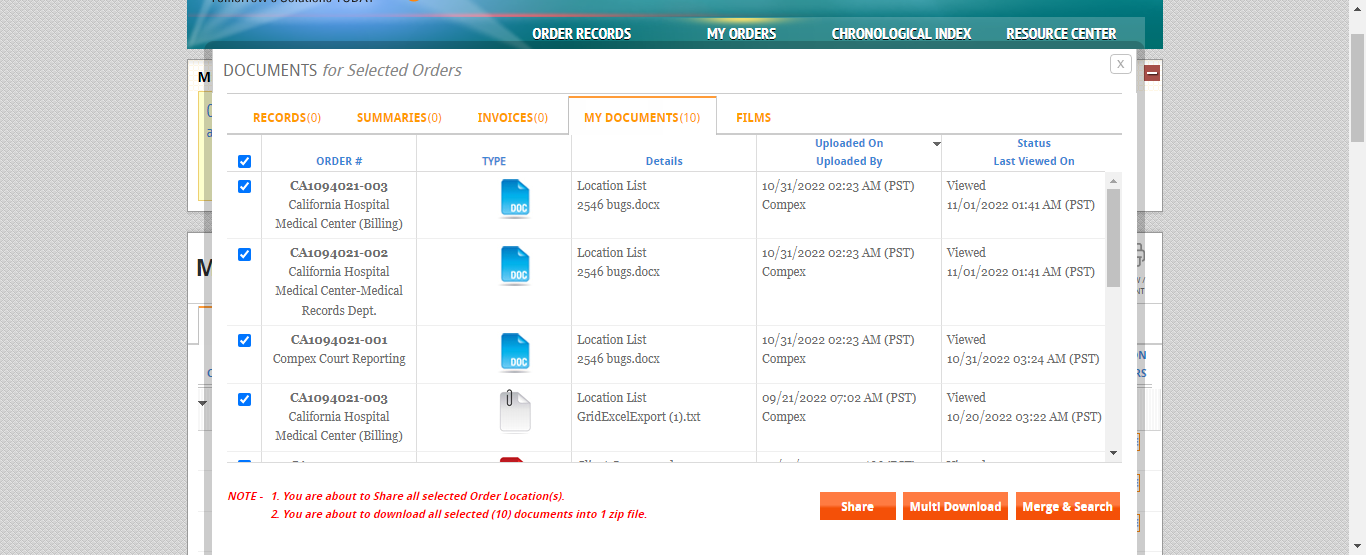 Tomorrow's Solutions TODAY
ORDER RECORDS
MY ORDERS
CHRONOLOGICAL INDEX
RESOURCE CENTER
M
DOCUMENTS for Selected Orders
X
RECORDS(0)
SUMMARIES(0)
INVOICES(0)
MY DOCUMENTS(10)
FILMS
ORDER #
TYPE
Details
Uploaded On
Uploaded By
Status
Last Viewed On
CA1094021-003
California Hospital
Medical Center (Billing)
DOC
Location List
2546 bugs.docx
10/31/2022 02:23 AM (PST)
Compex
Viewed
11/01/2022 01:41 AM (PST)
CA1094021-002
California Hospital
Medical Center-Medical
Records Dept.
DOC
Location List
2546 bugs.docx
10/31/2022 02:23 AM (PST)
Compex
Viewed
11/01/2022 01:41 AM (PST)
CA1094021-001
Compex Court Reporting
DOC
Location List
2546 bugs.docx
10/31/2022 02:23 AM (PST)
Compex
Viewed
10/31/2022 03:24 AM (PST)
CA1094021-003
California Hospital
Medical Center (Billing)
Location List
GridExcelExport (1).txt
09/21/2022 07:02 AM (PST)
Compex
Viewed
10/20/2022 03:22 AM (PST)
M
NOTE - 1. You are about to Share all selected Order Location(s).
2. You are about to download all selected (10) documents into 1 zip file.
Share
Multi Download
Merge & Search